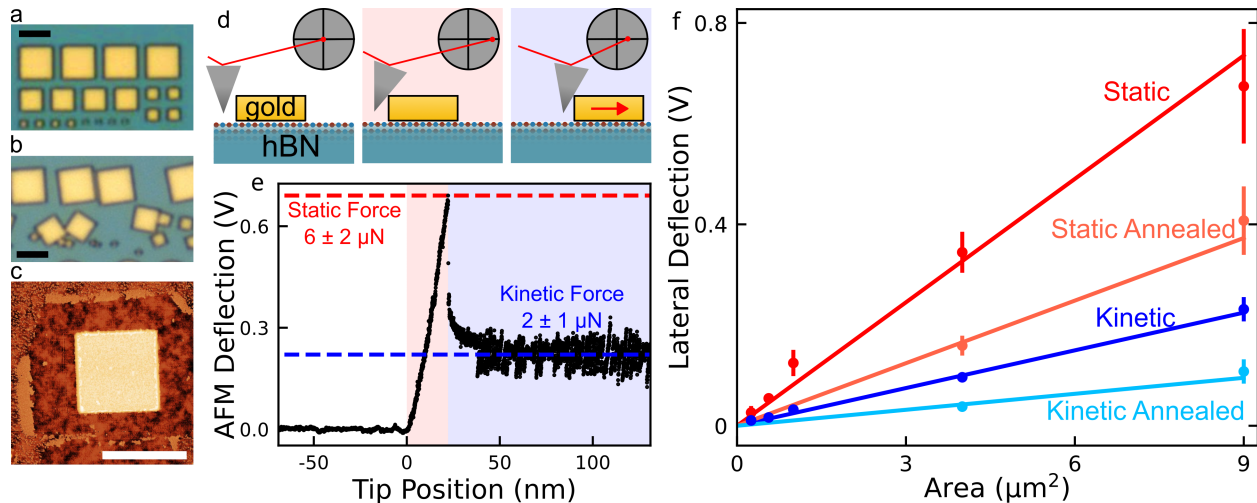 a
b
c
d
gold
hBN
e
AFM Deflection (V)
0.6
0.3
0.0
Static Force
6 ± 2 µN
Kinetic Force
2 ± 1 µN
-50
0
50
100
Tip Position (nm)
f
Lateral Deflection (V)
0.8
0.4
0
Static
Static Annealed
Kinetic
Kinetic Annealed
0
3
6
9
Area (µm²)